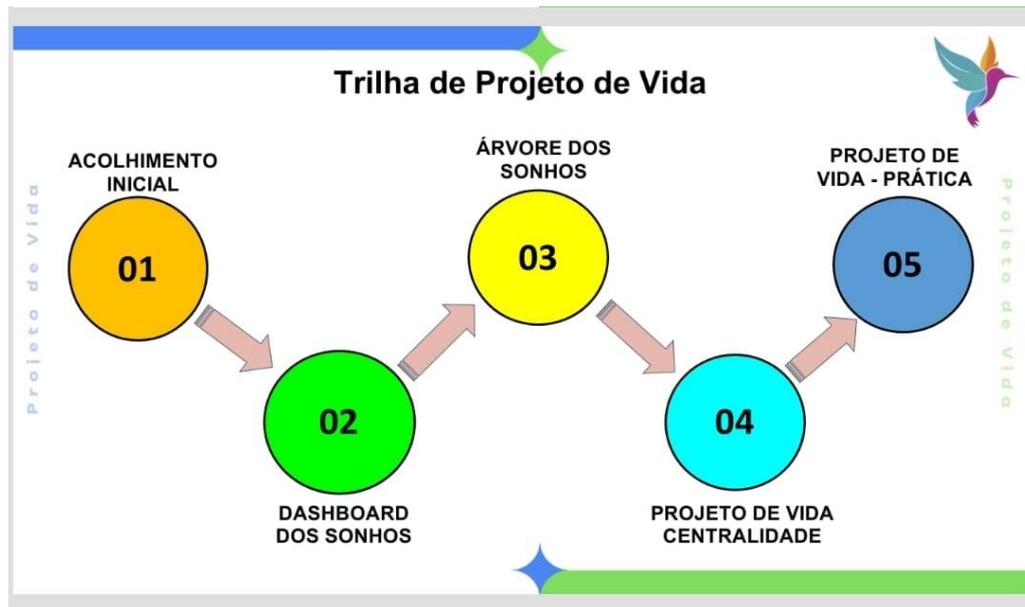 Trilha de Projeto de Vida
ACOLHIMENTO
INICIAL
01
02
DASHBOARD
DOS SONHOS
ÁRVORE DOS
SONHOS
03
04
PROJETO DE VIDA
CENTRALIDADE
PROJETO DE
VIDA - PRÁTICA
05
Projeto de Vida
Projeto de Vida